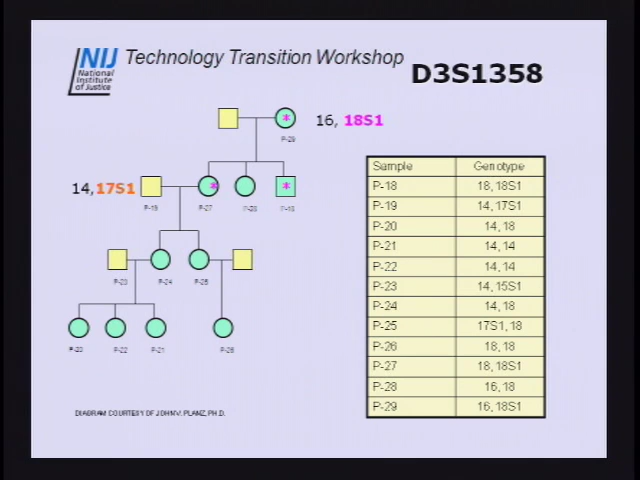 NIJ
National
Institute
of Justice
Technology Transition Workshop
D3S1358
16, 18S1
P-29
14,17S1
P-19
P-27
P-28
P-18
P-23
P-24
P-25
P-20
P-22
P-21
P-26
Sample Genotype
P-18 18, 18S1
P-19 14, 17S1
P-20 14, 18
P-21 14, 14
P-22 14, 14
P-23 14, 15S1
P-24 14, 18
P-25 17S1, 18
P-26 18, 18
P-27 18, 18S1
P-28 16, 18
P-29 16, 18S1
DIAGRAM COURTESY OF JOHN V. PLANZ, PH.D.